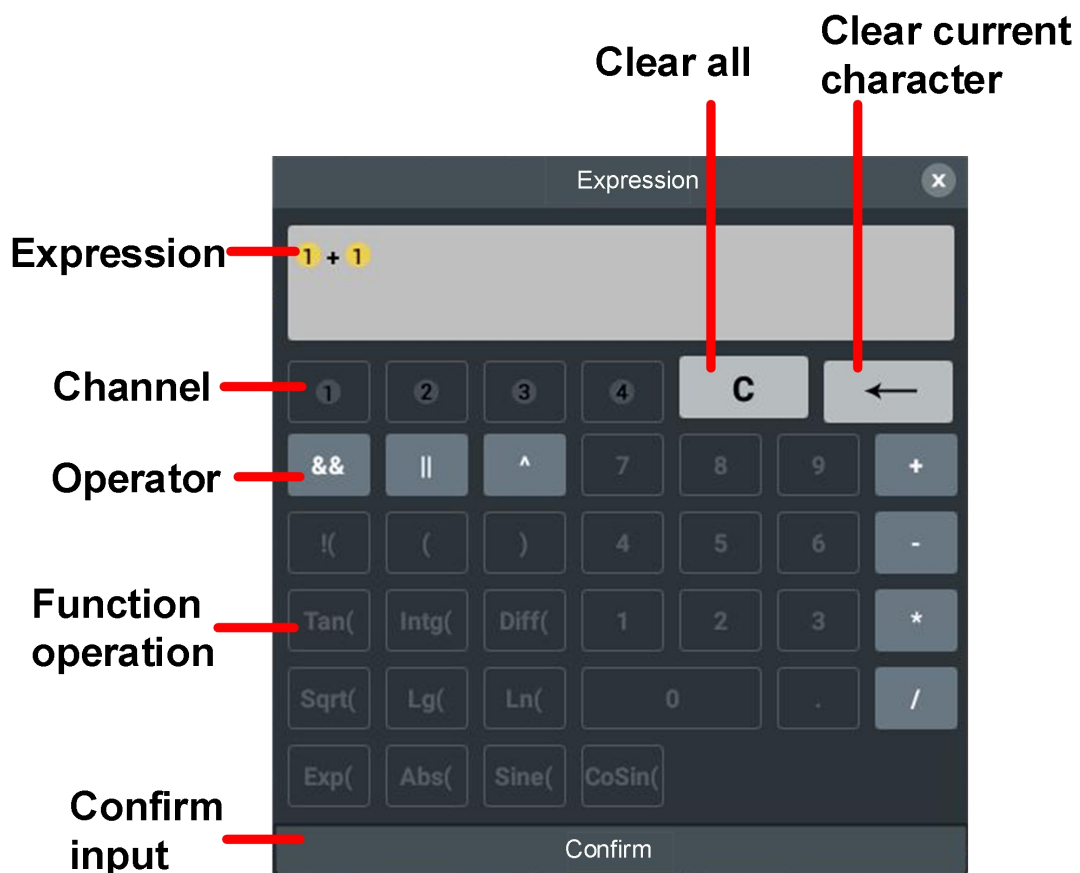 Clear all
Clear current
character
Expression
x
Expression
1 + 1
Channel
1 2 3 4 C ←
Operator
&& || ^ 7 8 9 +
!( ( ) 4 5 6 -
Function
operation
Tan( Intg( Diff( 1 2 3 *
Sqrt( Lg( Ln( 0 . /
Exp( Abs( Sine( CoSin(
Confirm
input
Confirm